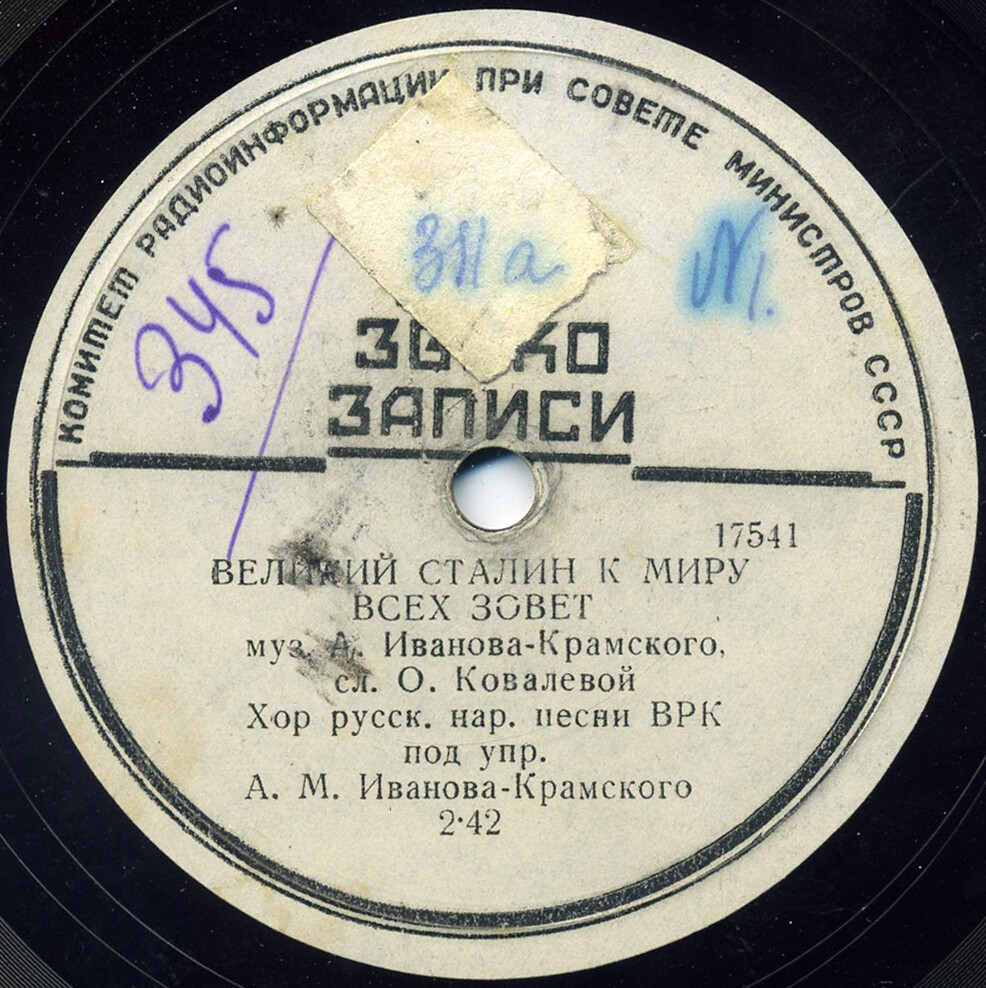 КОМИТЕТ РАДИОИНФОРМАЦИИ ПРИ СОВЕТЕ МИНИСТРОВ СССР
345
311 а
№1.
ЗАПИСИ
17541
ВЕЛИКИЙ СТАЛИН К МИРУ
ВСЕХ ЗОВЕТ
муз. А. Иванова-Крамского,
сл. О. Ковалевой
Хор русск. нар. песни ВРК
под упр.
А. М. Иванова-Крамского
2·42